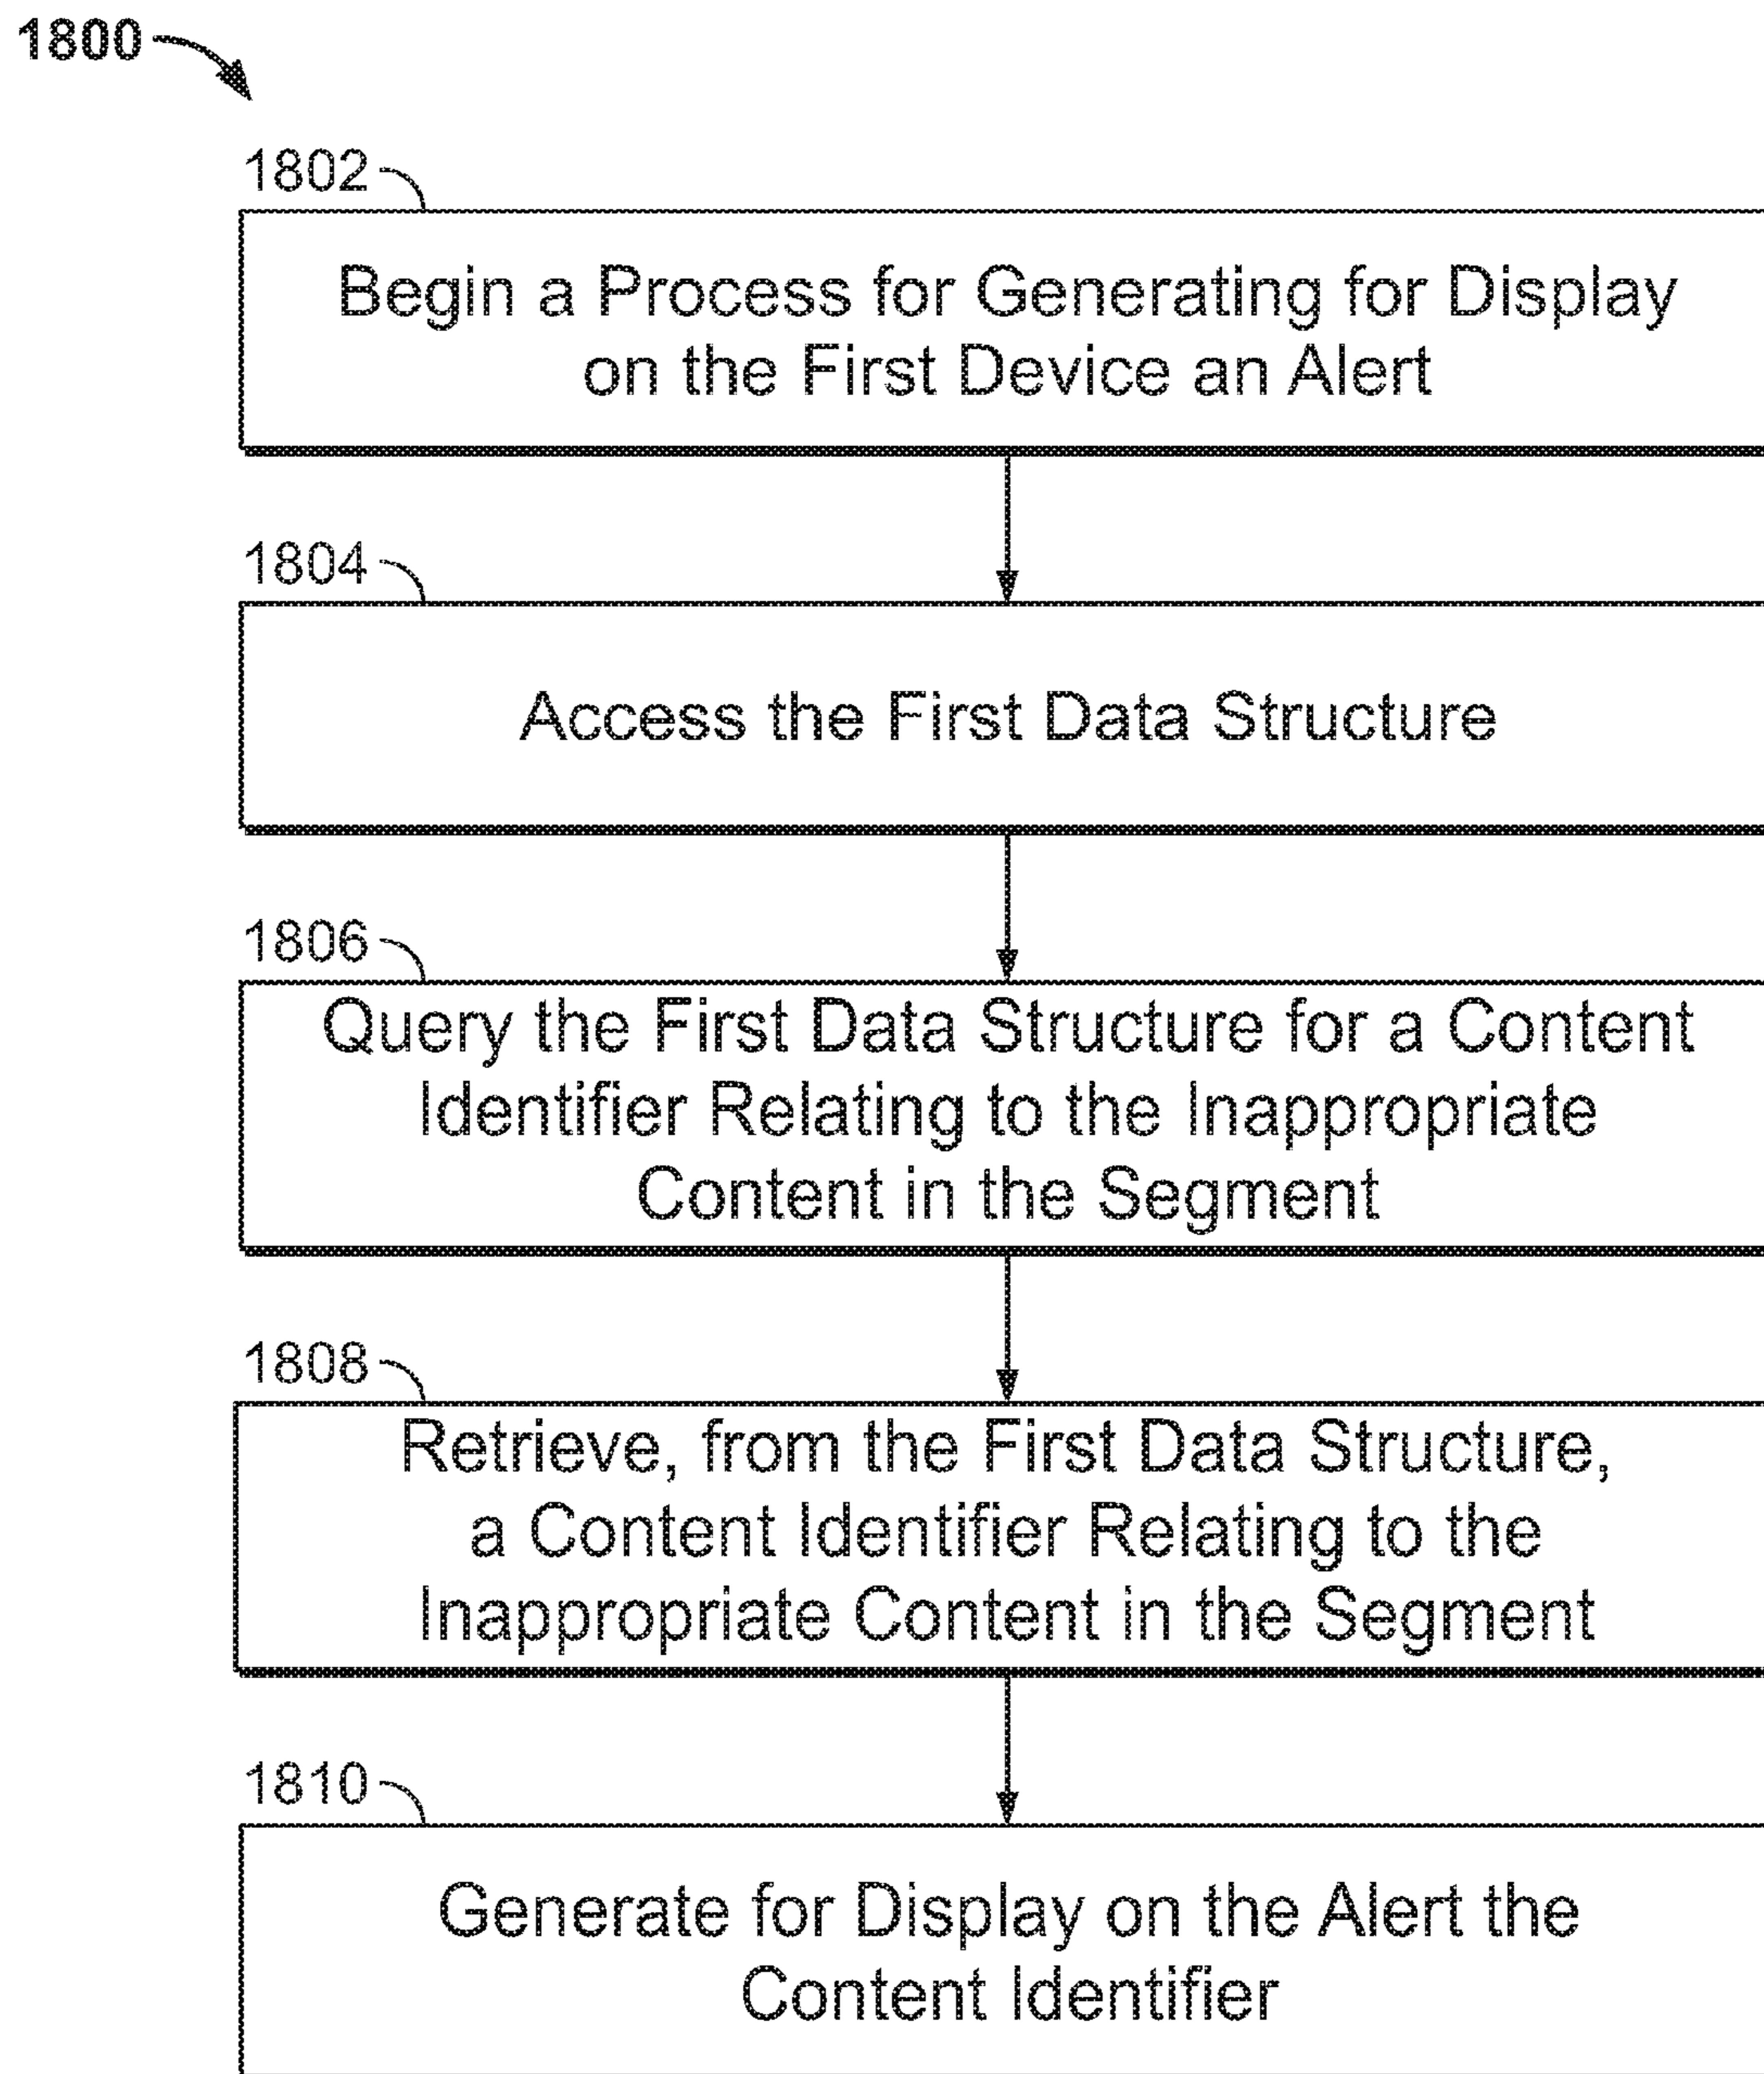 1800
1802
Begin a Process for Generating for Display
on the First Device an Alert
1804
Access the First Data Structure
1806
Query the First Data Structure for a Content
Identifier Relating to the Inappropriate
Content in the Segment
1808
Retrieve, from the First Data Structure,
a Content Identifier Relating to the
Inappropriate Content in the Segment
1810
Generate for Display on the Alert the
Content Identifier